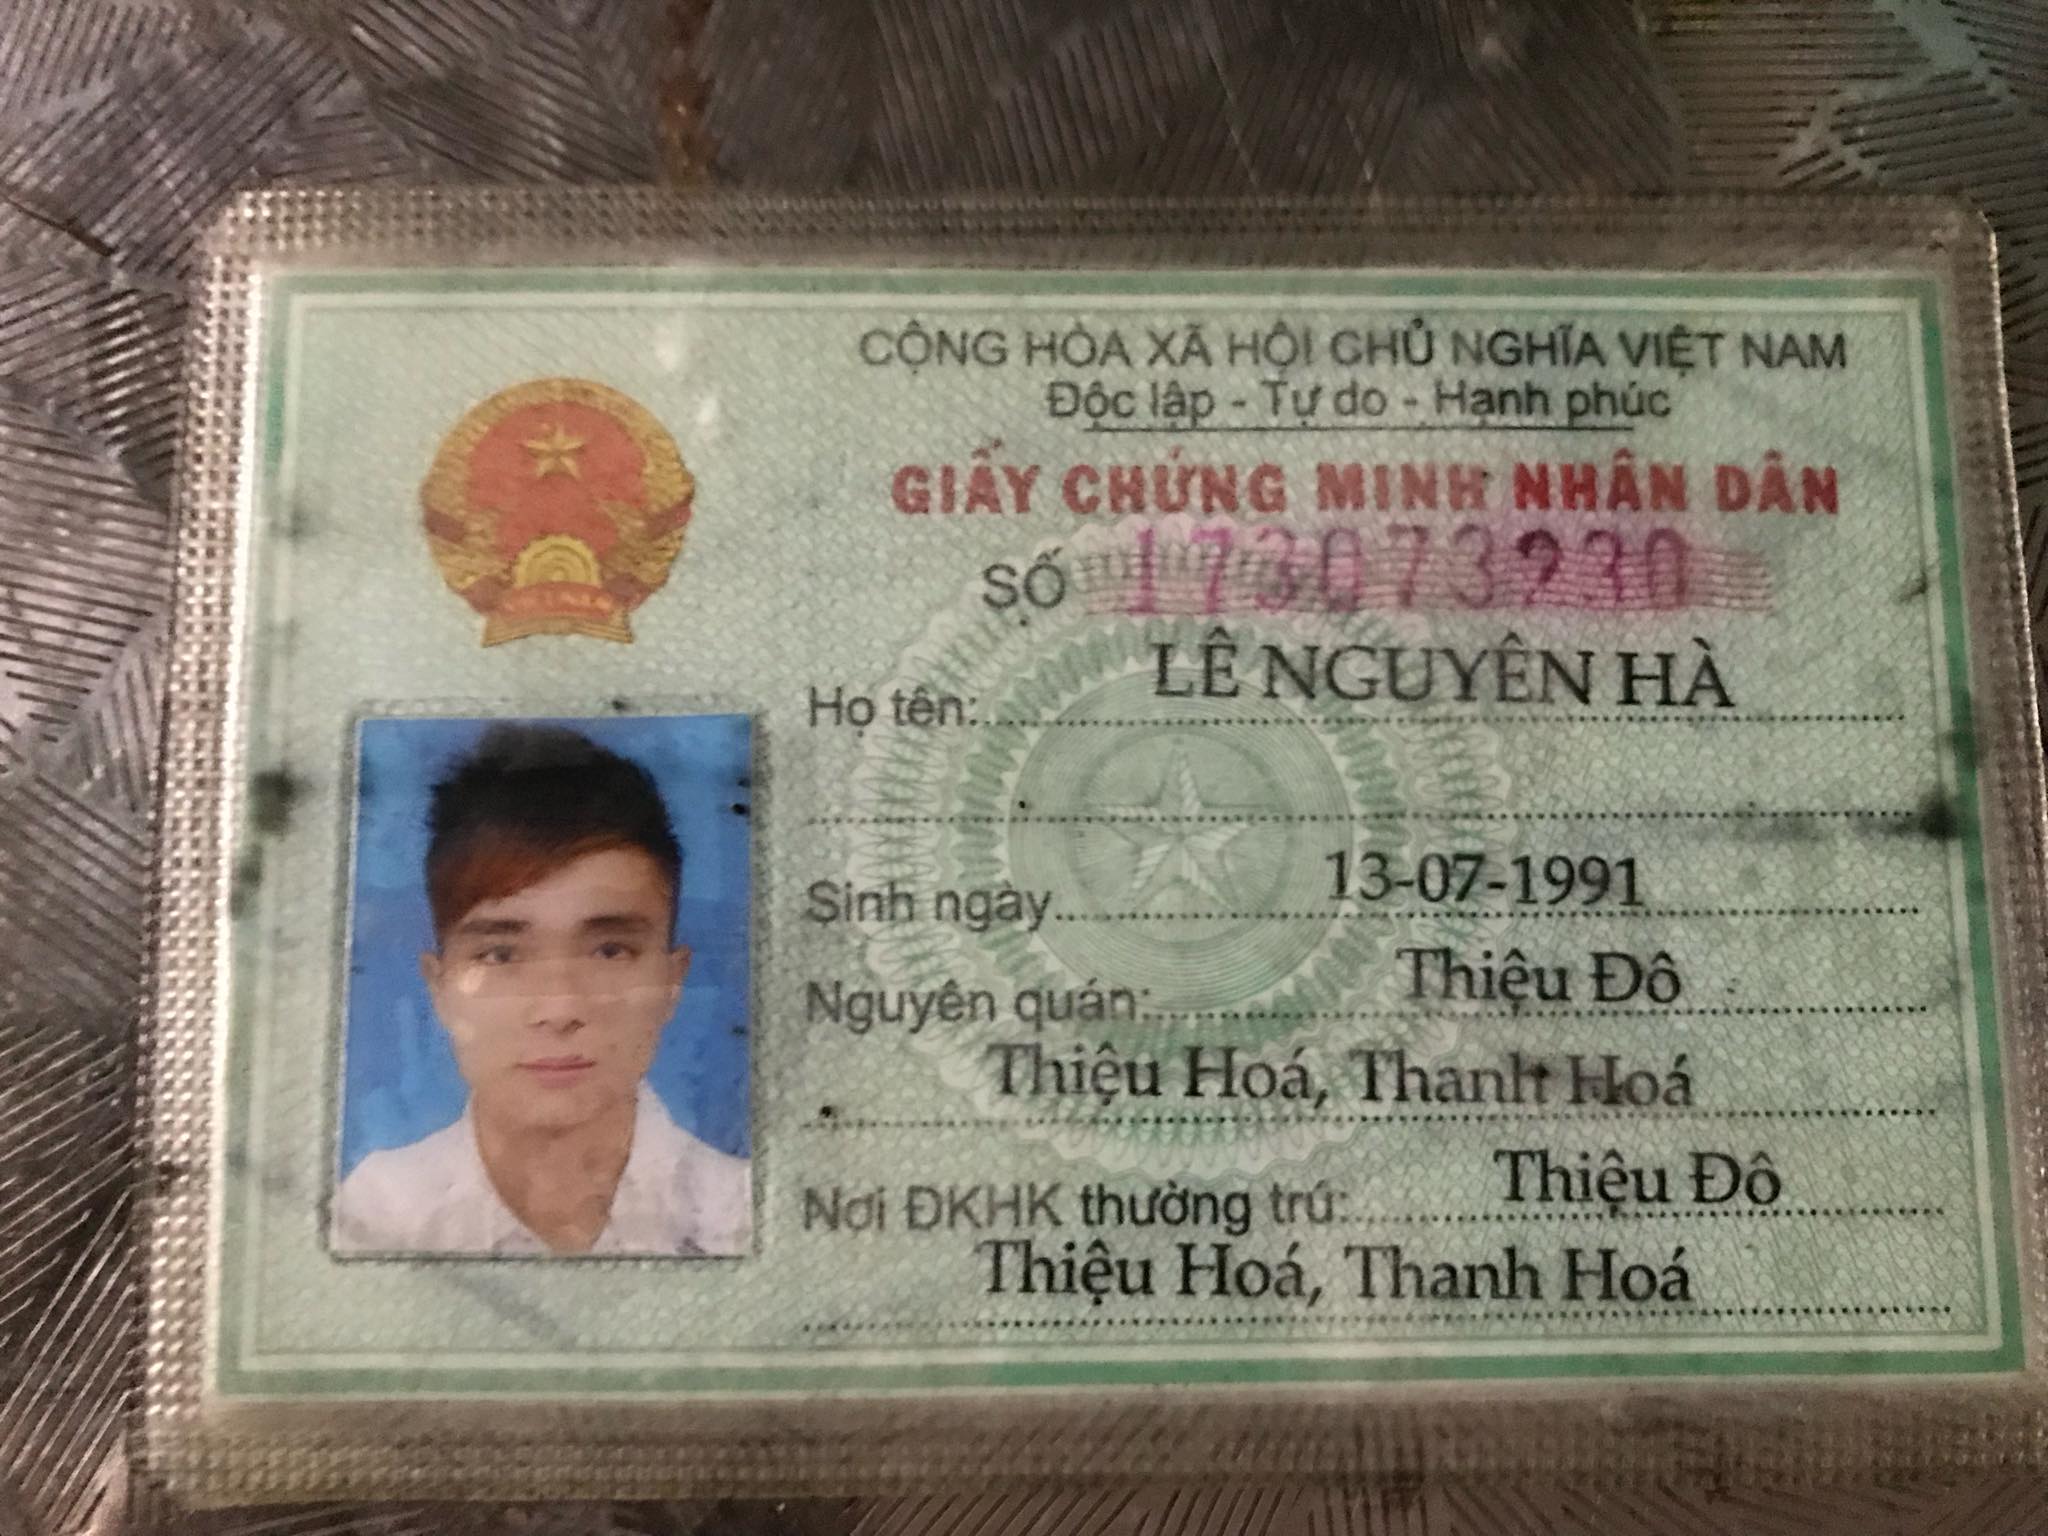 CỘNG HÒA XÃ HỘI CHỦ NGHĨA VIỆT NAM
Độc lập - Tự do - Hạnh phúc
GIẤY CHỨNG MINH NHÂN DÂN
SỐ 173073230
Họ tên: LÊ NGUYÊN HÀ
Sinh ngày 13-07-1991
Nguyên quán: Thiệu Đô
Thiệu Hoá, Thanh Hoá
Nơi ĐKHK thường trú: Thiệu Đô
Thiệu Hoá, Thanh Hoá